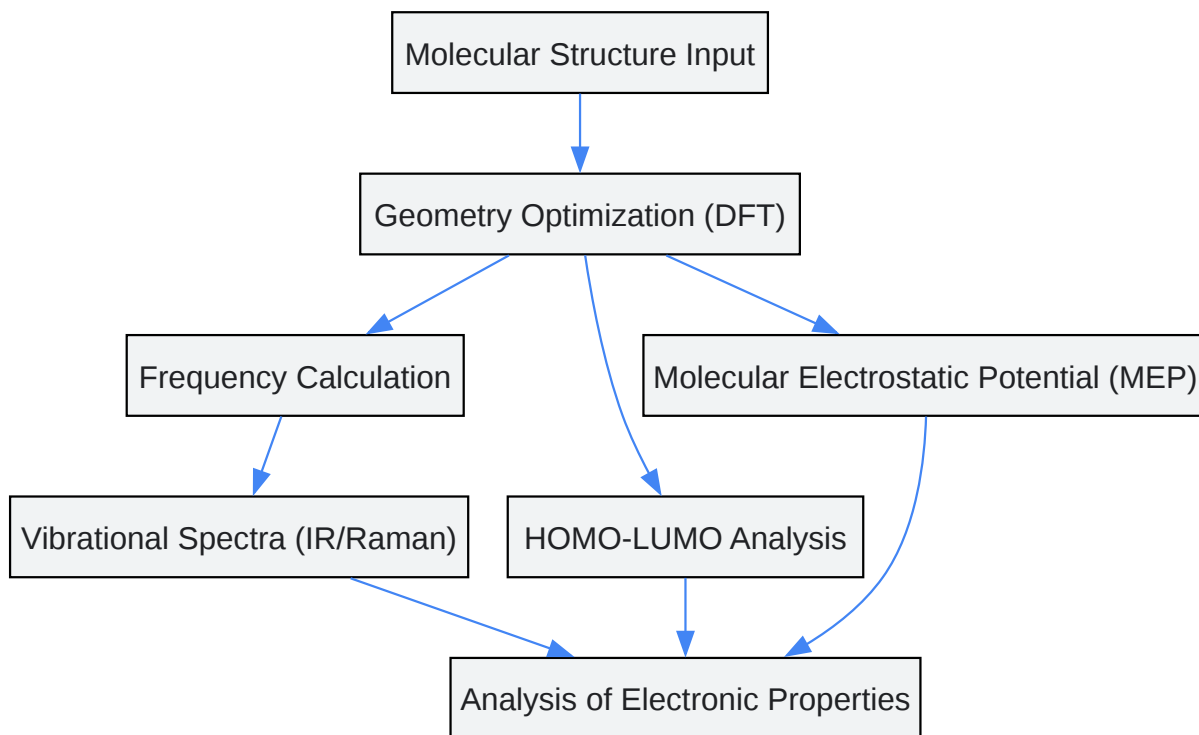 Molecular Structure Input
Geometry Optimization (DFT)
Frequency Calculation
Molecular Electrostatic Potential (MEP)
Vibrational Spectra (IR/Raman)
HOMO-LUMO Analysis
Analysis of Electronic Properties